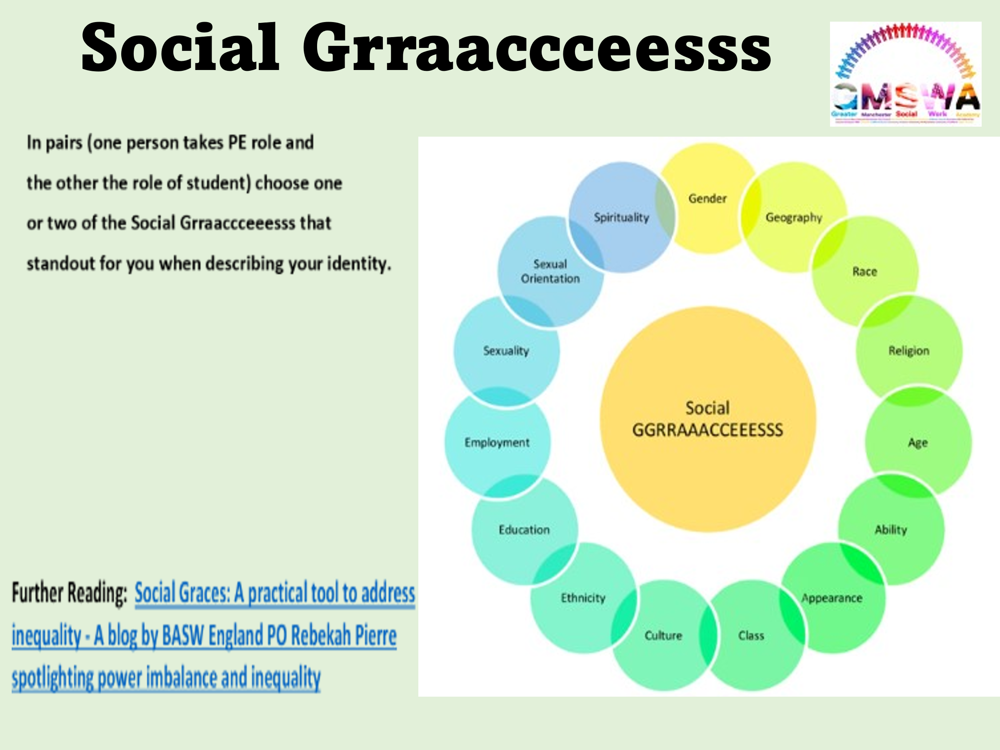 Social Grraaccceesss
GMSWA
Greater Manchester Social Work Academy
In pairs (one person takes PE role and
the other the role of student) choose one
or two of the Social Grraaccceeesss that
standout for you when describing your identity.
Gender
Spirituality
Geography
Sexual
Orientation
Race
Sexuality
Religion
Social
GGRRAAACCEEESSS
Employment
Age
Education
Ability
Ethnicity
Appearance
Culture
Class
Further Reading: Social Graces: A practical tool to address
inequality - A blog by BASW England PO Rebekah Pierre
spotlighting power imbalance and inequality